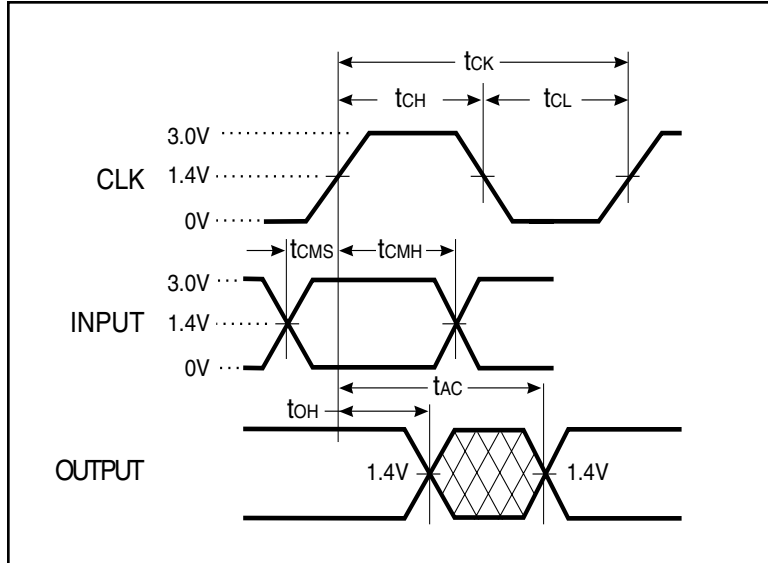 tCK
tCH tCL
3.0V
CLK 1.4V
0V
tCMS tCMH
3.0V
INPUT 1.4V
0V
tAC
tOH
OUTPUT 1.4V 1.4V